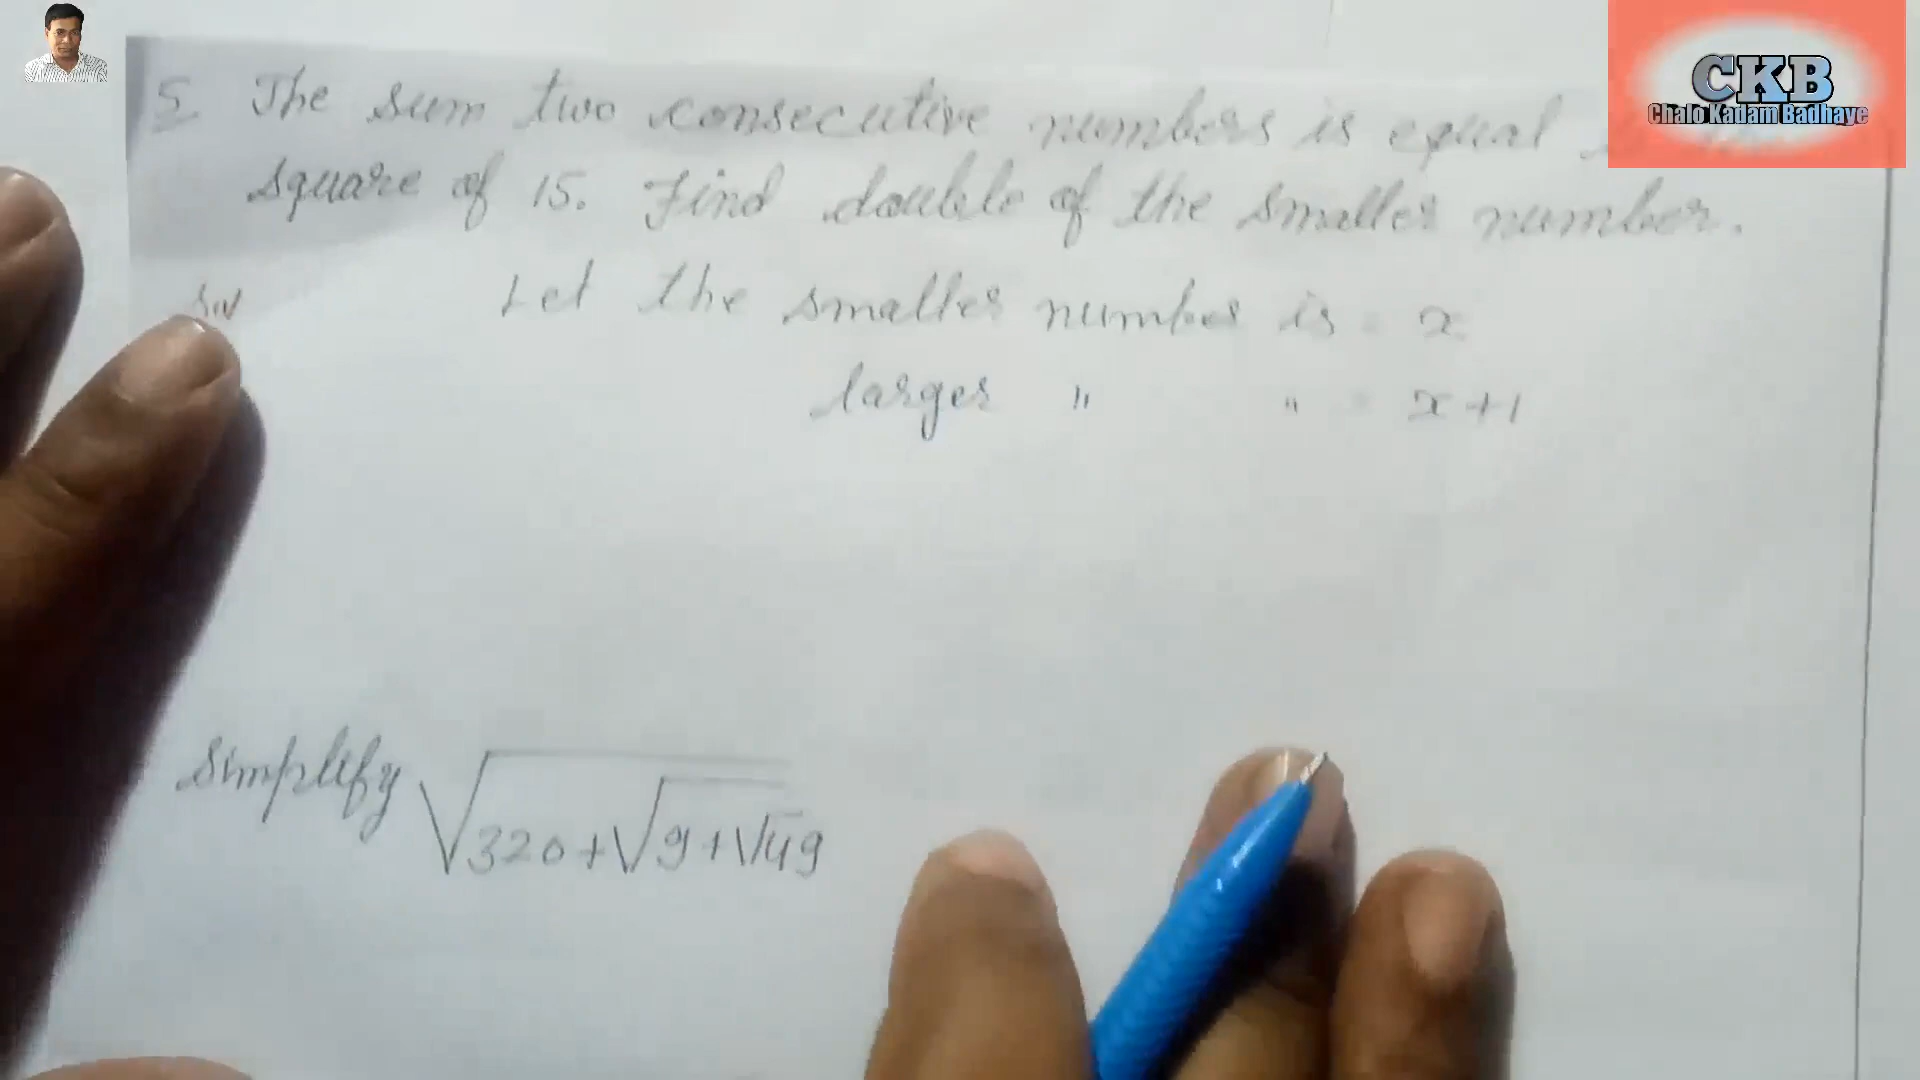 CKB
Chalo Kadam Badhaye
5. The sum two consecutive numbers is equal
square of 15. Find double of the smaller number.
Sol Let the smaller number is = x
larger " " = x+1
Simplify √320+√9+√49